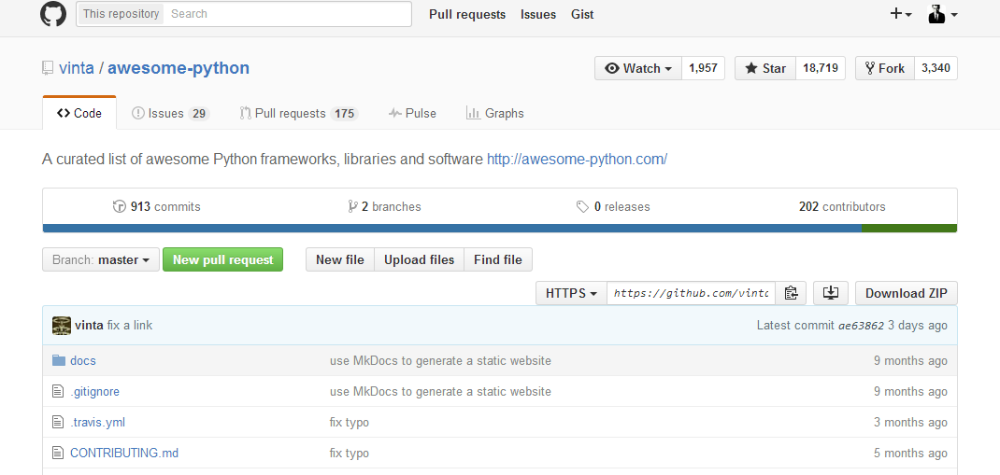 This repository Search Pull requests Issues Gist
vinta / awesome-python Watch 1,957 Star 18,719 Fork 3,340
Code Issues 29 Pull requests 175 Pulse Graphs
A curated list of awesome Python frameworks, libraries and software http://awesome-python.com/
913 commits 2 branches 0 releases 202 contributors
Branch: master New pull request New file Upload files Find file
HTTPS https://github.com/vinta Download ZIP
vinta fix a link Latest commit ae63862 3 days ago
docs use MkDocs to generate a static website 9 months ago
.gitignore use MkDocs to generate a static website 9 months ago
.travis.yml fix typo 3 months ago
CONTRIBUTING.md fix typo 5 months ago